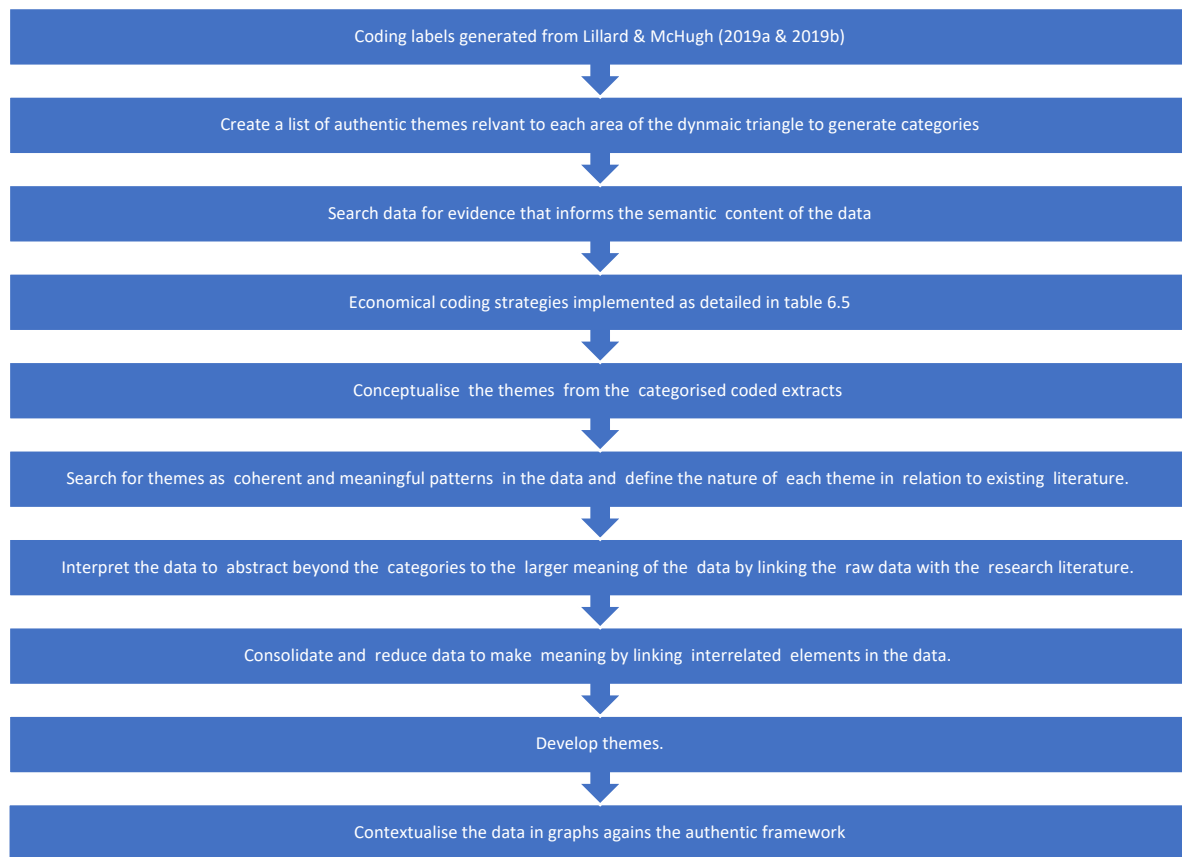 Coding labels generated from Lillard & McHugh (2019a & 2019b)
Create a list of authentic themes relvant to each area of the dynmaic triangle to generate categories
Search data for evidence that informs the semantic content of the data
Economical coding strategies implemented as detailed in table 6.5
Conceptualise the themes from the categorised coded extracts
Search for themes as coherent and meaningful patterns in the data and define the nature of each theme in relation to existing literature.
Interpret the data to abstract beyond the categories to the larger meaning of the data by linking the raw data with the research literature.
Consolidate and reduce data to make meaning by linking interrelated elements in the data.
Develop themes.
Contextualise the data in graphs agains the authentic framework